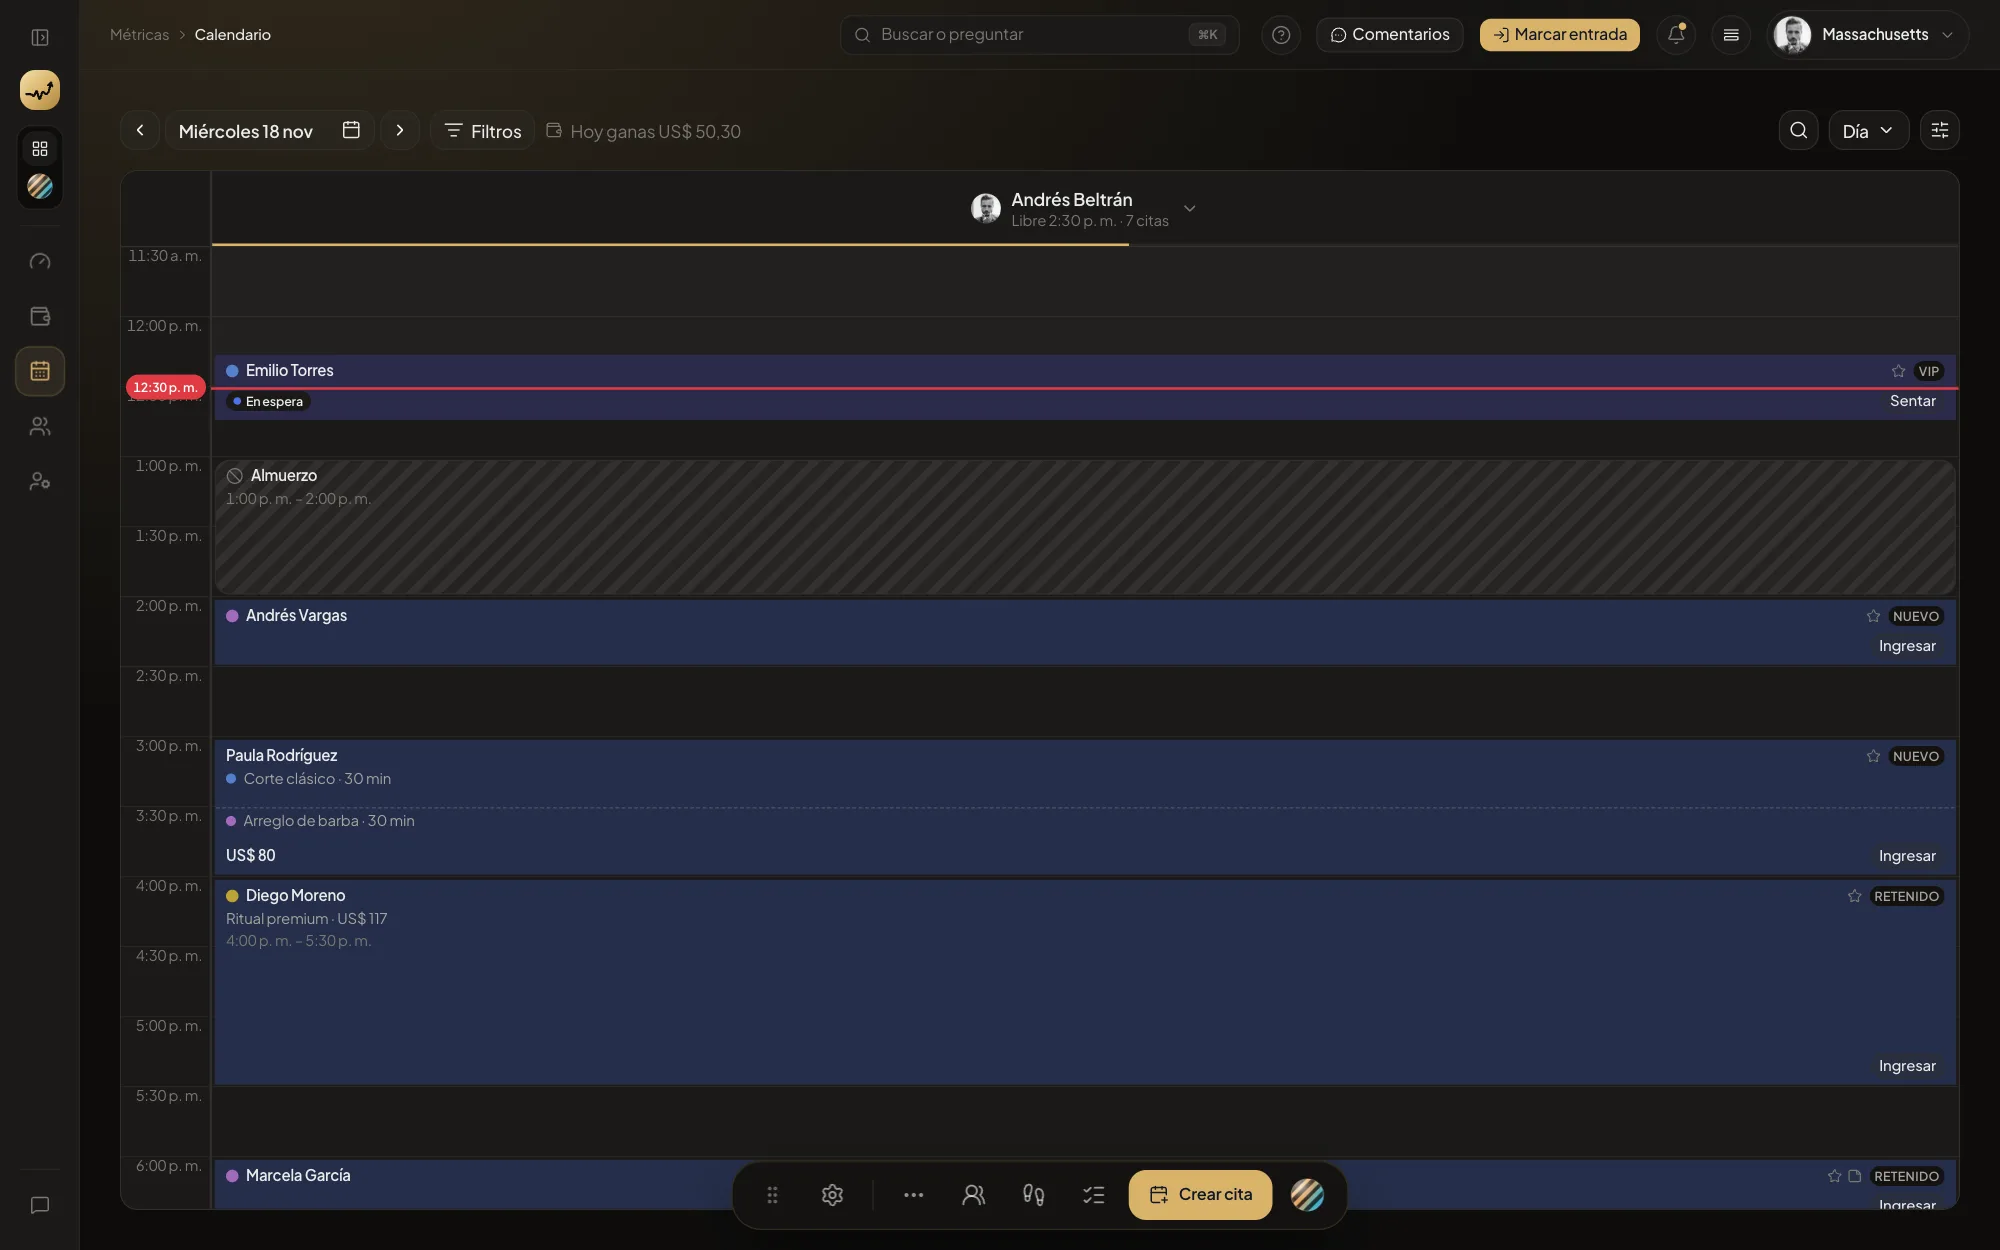 Métricas > Calendario
Buscar o preguntar ⌘K
Comentarios
Marcar entrada
Massachusetts
Miércoles 18 nov
Filtros
Hoy ganas US$ 50,30
Día
Andrés Beltrán
Libre 2:30 p. m. · 7 citas
11:30 a. m.
12:00 p. m.
Emilio Torres
VIP
12:30 p. m.
En espera
Sentar
1:00 p. m.
Almuerzo
1:00 p. m. – 2:00 p. m.
1:30 p. m.
2:00 p. m.
Andrés Vargas
NUEVO
Ingresar
2:30 p. m.
3:00 p. m.
Paula Rodríguez
NUEVO
Corte clásico · 30 min
3:30 p. m.
Arreglo de barba · 30 min
US$ 80
Ingresar
4:00 p. m.
Diego Moreno
RETENIDO
Ritual premium · US$ 117
4:00 p. m. – 5:30 p. m.
4:30 p. m.
5:00 p. m.
Ingresar
5:30 p. m.
6:00 p. m.
Marcela García
RETENIDO
Ingresar
Crear cita